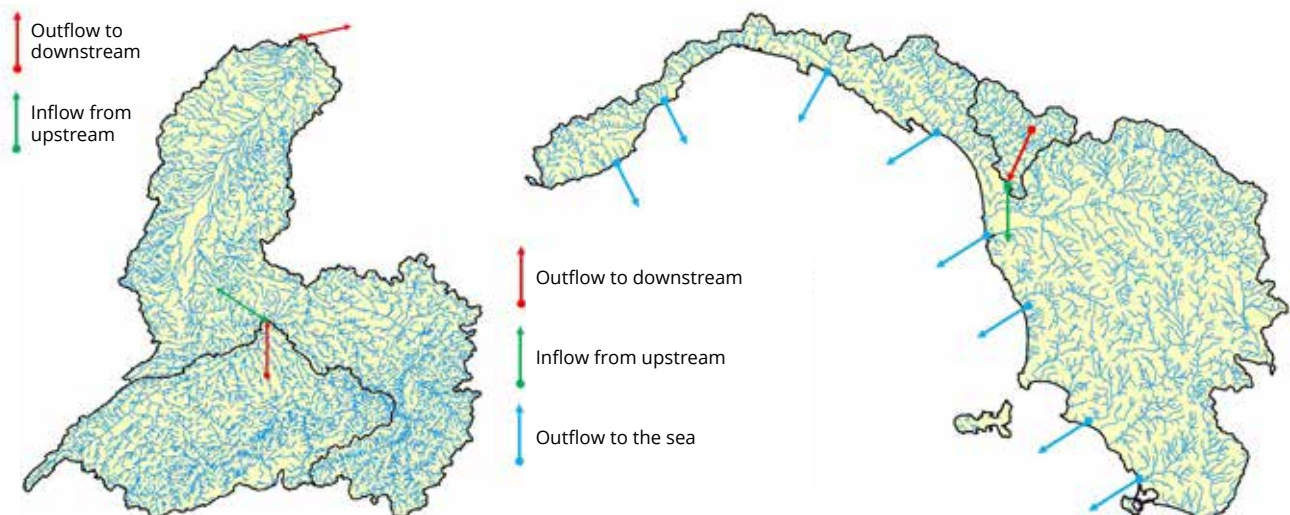 Outflow to
downstream
Inflow from
upstream
Outflow to downstream
Inflow from upstream
Outflow to the sea